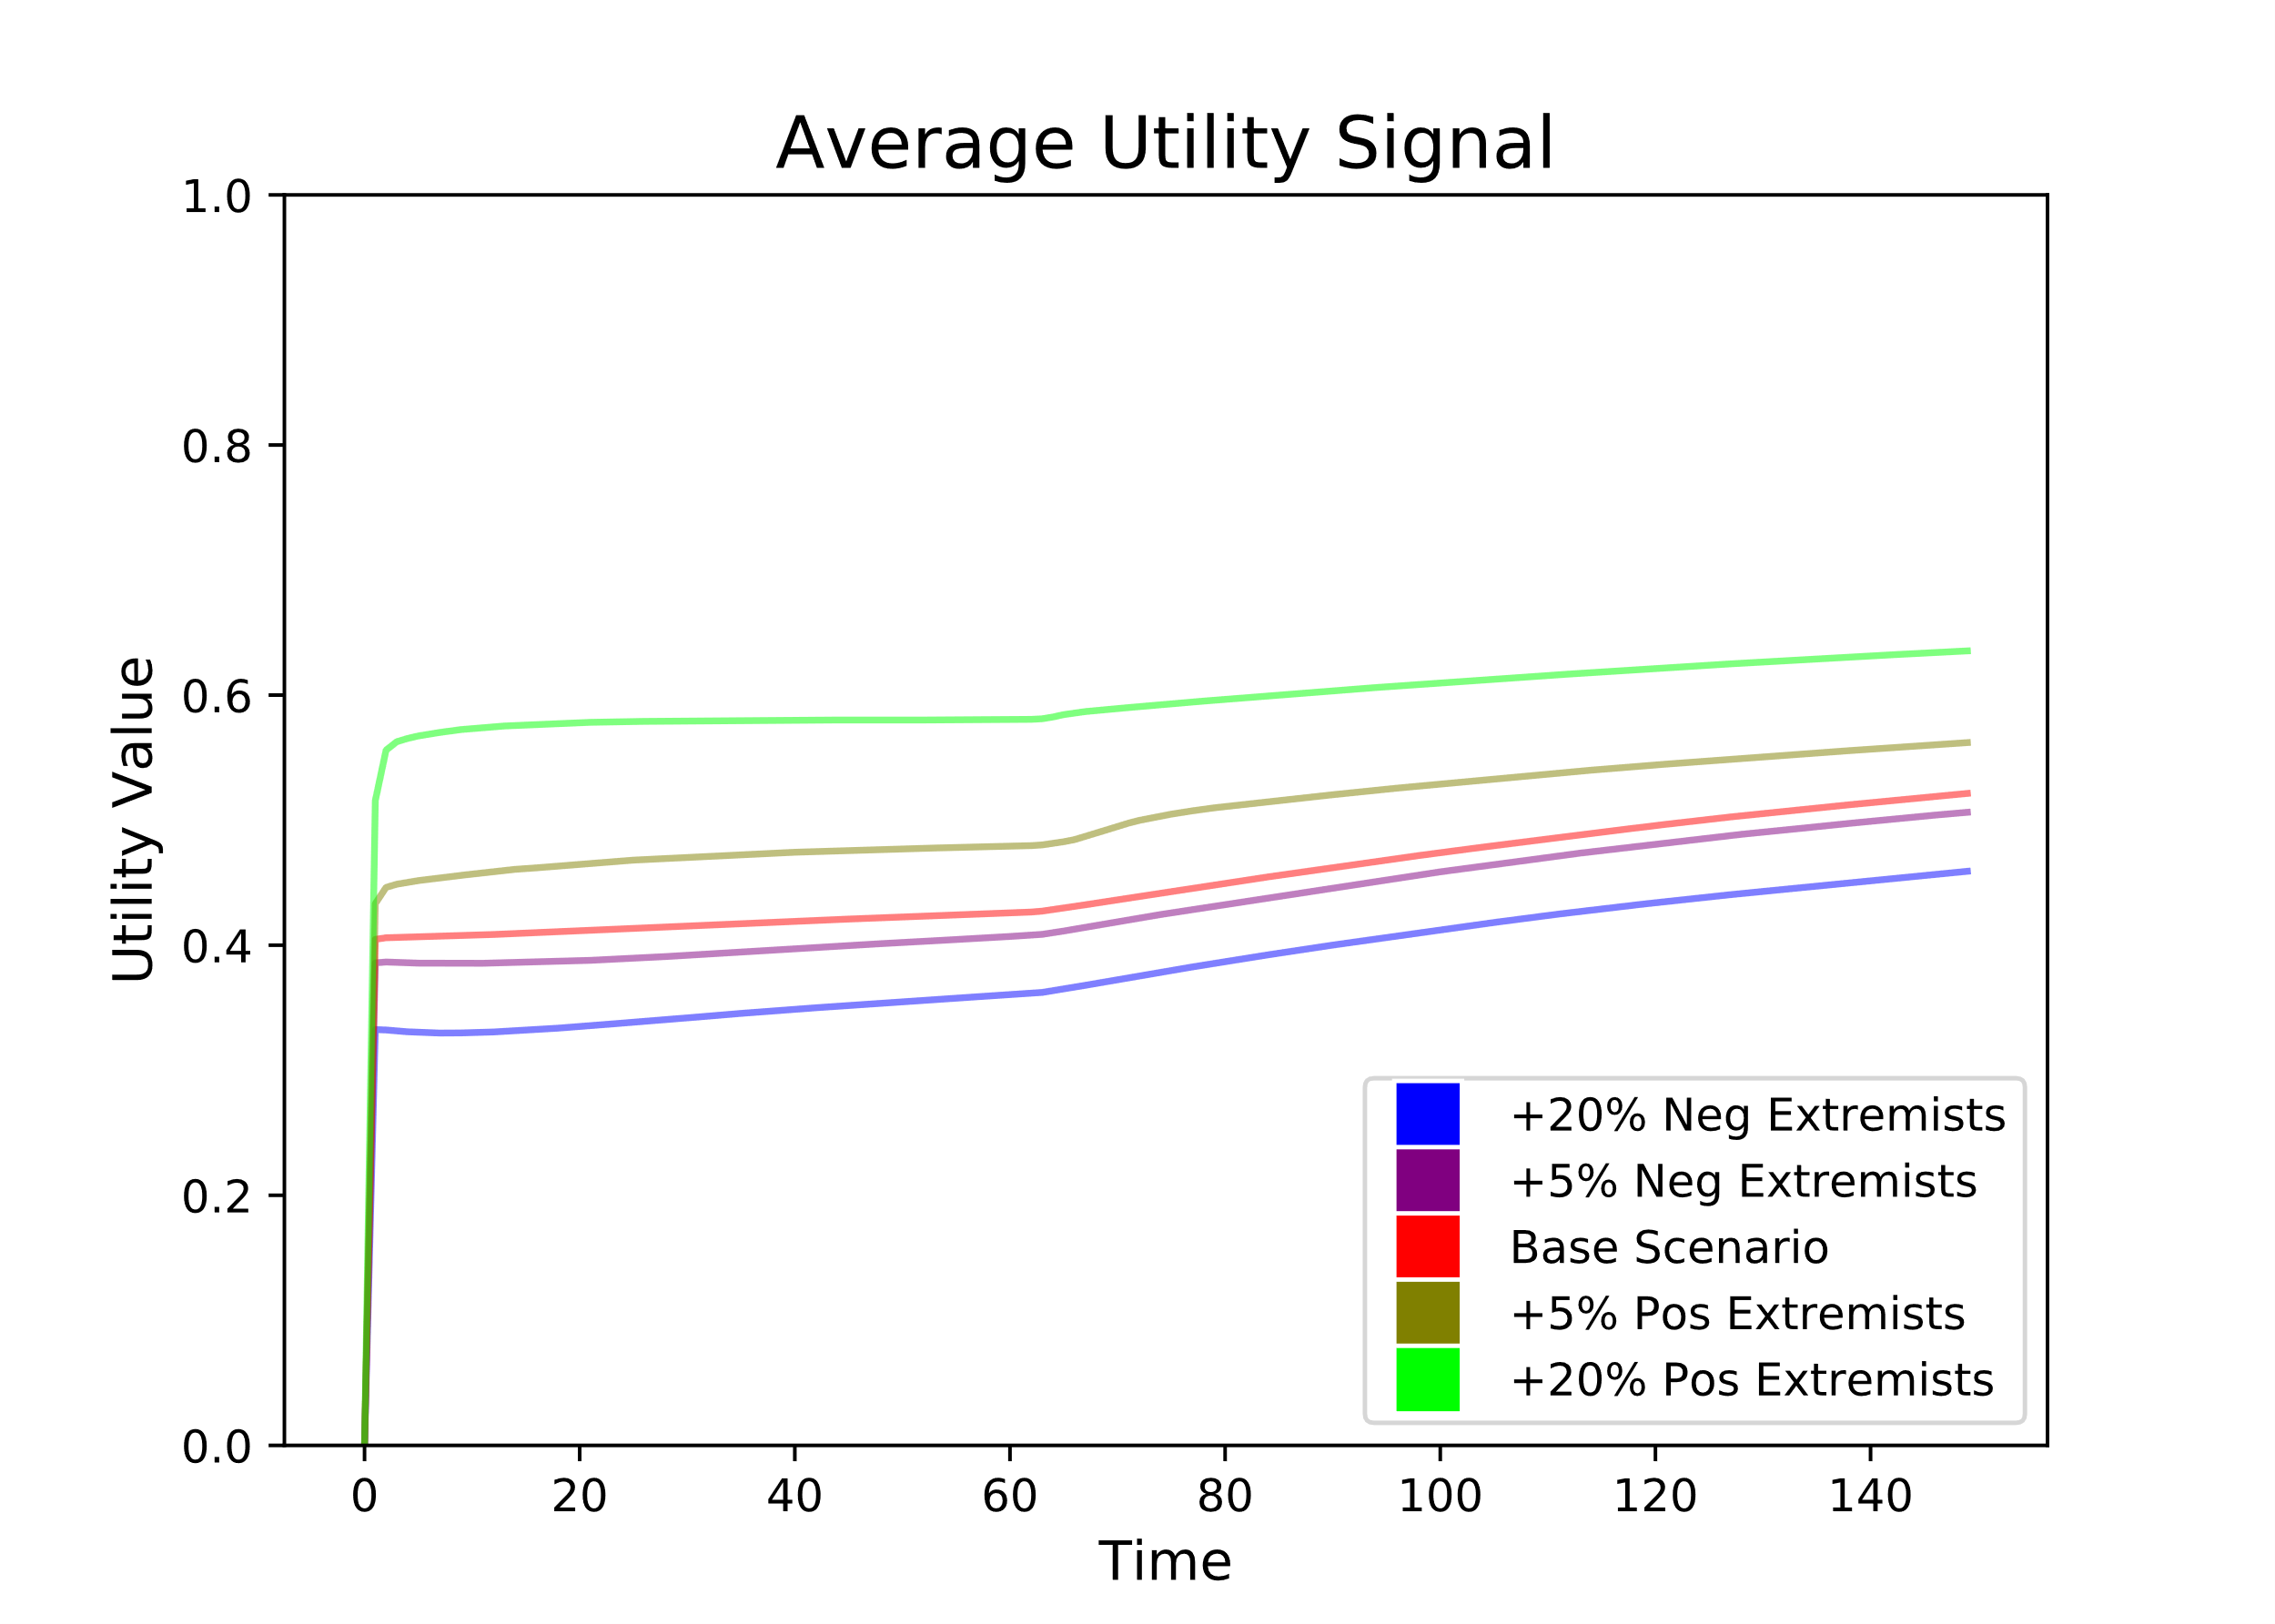 Average Utility Signal
1.0
0.8
0.6
0.4
0.2
0.0
Utility Value
0 20 40 60 80 100 120 140
Time
+20% Neg Extremists
+5% Neg Extremists
Base Scenario
+5% Pos Extremists
+20% Pos Extremists